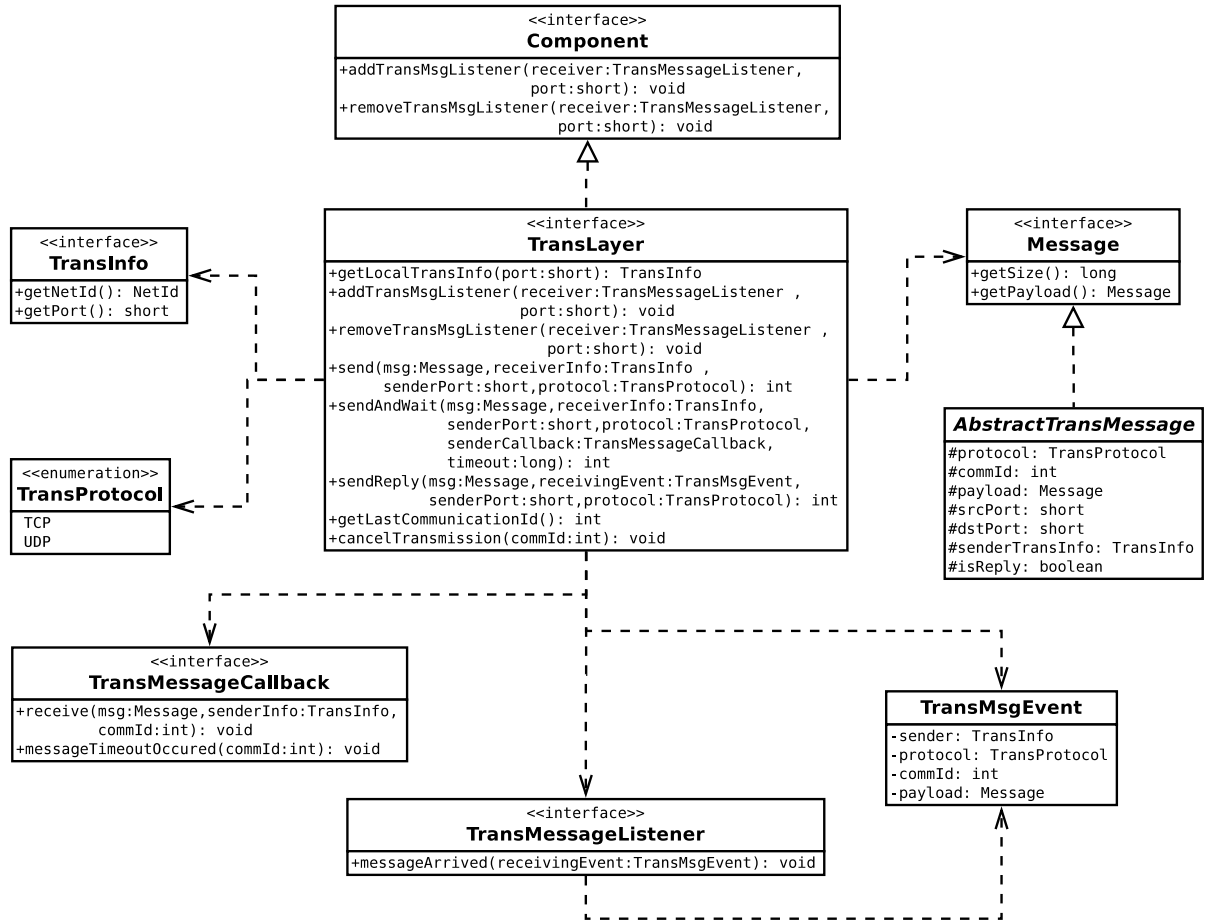 <<interface>>
Component
+addTransMsgListener(receiver:TransMessageListener,
port:short): void
+removeTransMsgListener(receiver:TransMessageListener,
port:short): void
<<interface>>
TransInfo
+getNetId(): NetId
+getPort(): short
<<interface>>
TransLayer
+getLocalTransInfo(port:short): TransInfo
+addTransMsgListener(receiver:TransMessageListener ,
port:short): void
+removeTransMsgListener(receiver:TransMessageListener ,
port:short): void
+send(msg:Message,receiverInfo:TransInfo ,
senderPort:short,protocol:TransProtocol): int
+sendAndWait(msg:Message,receiverInfo:TransInfo,
senderPort:short,protocol:TransProtocol,
senderCallback:TransMessageCallback,
timeout:long): int
+sendReply(msg:Message,receivingEvent:TransMsgEvent,
senderPort:short,protocol:TransProtocol): int
+getLastCommunicationId(): int
+cancelTransmission(commId:int): void
<<interface>>
Message
+getSize(): long
+getPayload(): Message
AbstractTransMessage
#protocol: TransProtocol
#commId: int
#payload: Message
#srcPort: short
#dstPort: short
#senderTransInfo: TransInfo
#isReply: boolean
<<enumeration>>
TransProtocol
TCP
UDP
<<interface>>
TransMessageCallback
+receive(msg:Message,senderInfo:TransInfo,
commId:int): void
+messageTimeoutOccured(commId:int): void
TransMsgEvent
-sender: TransInfo
-protocol: TransProtocol
-commId: int
-payload: Message
<<interface>>
TransMessageListener
+messageArrived(receivingEvent:TransMsgEvent): void